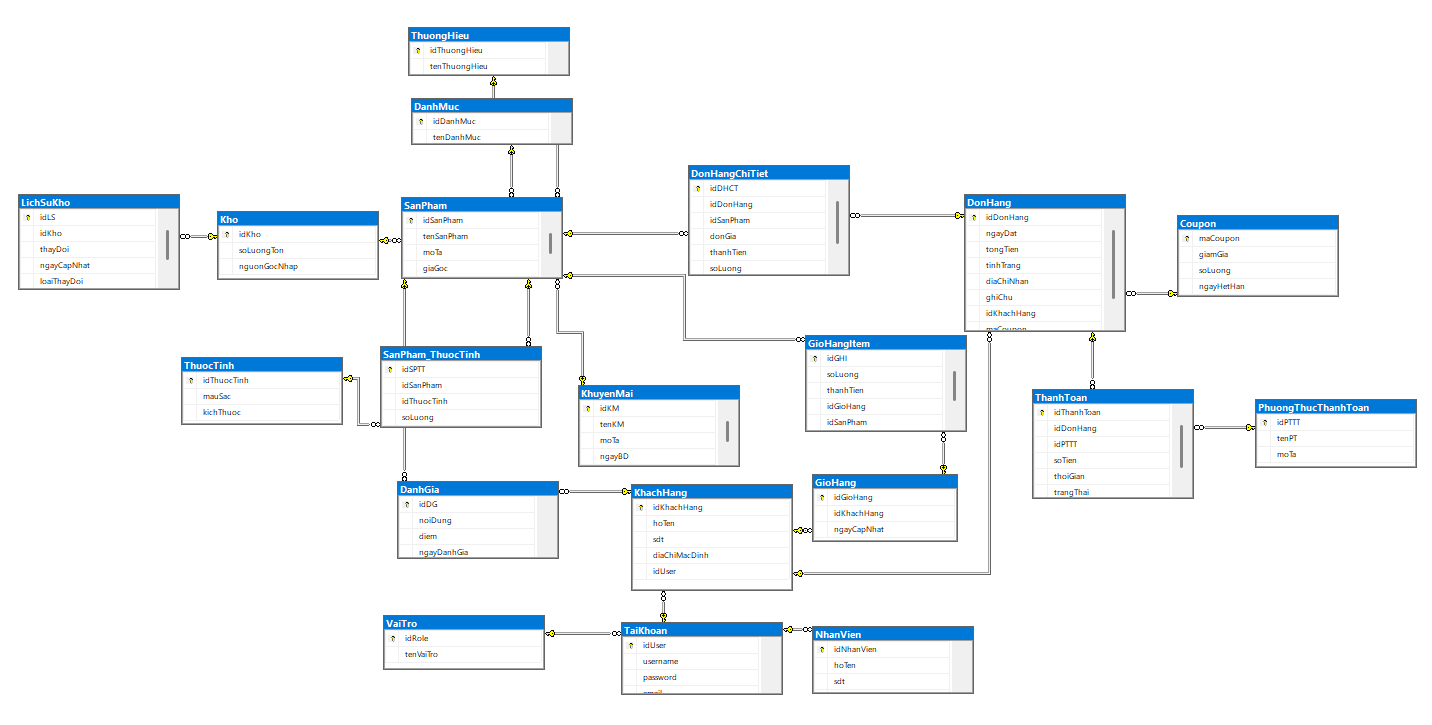 ThuongHieu
idThuongHieu
tenThuongHieu
DanhMuc
idDanhMuc
tenDanhMuc
LichSuKho
idLS
idKho
thayDoi
ngayCapNhat
loaiThayDoi
Kho
idKho
soLuongTon
nguonGocNhap
SanPham
idSanPham
tenSanPham
moTa
giaGoc
DonHangChiTiet
idDHCT
idDonHang
idSanPham
donGia
thanhTien
soLuong
DonHang
idDonHang
ngayDat
tongTien
tinhTrang
diaChiNhan
ghiChu
idKhachHang
maCoupon
Coupon
maCoupon
giamGia
soLuong
ngayHetHan
ThuocTinh
idThuocTinh
mauSac
kichThuoc
SanPham_ThuocTinh
idSPTT
idSanPham
idThuocTinh
soLuong
KhuyenMai
idKM
tenKM
moTa
ngayBD
GioHangItem
idGHI
soLuong
thanhTien
idGioHang
idSanPham
ThanhToan
idThanhToan
idDonHang
idPTTT
soTien
thoiGian
trangThai
PhuongThucThanhToan
idPTTT
tenPT
moTa
DanhGia
idDG
noiDung
diem
ngayDanhGia
KhachHang
idKhachHang
hoTen
sdt
diaChiMacDinh
idUser
GioHang
idGioHang
idKhachHang
ngayCapNhat
VaiTro
idRole
tenVaiTro
TaiKhoan
idUser
username
password
email
NhanVien
idNhanVien
hoTen
sdt